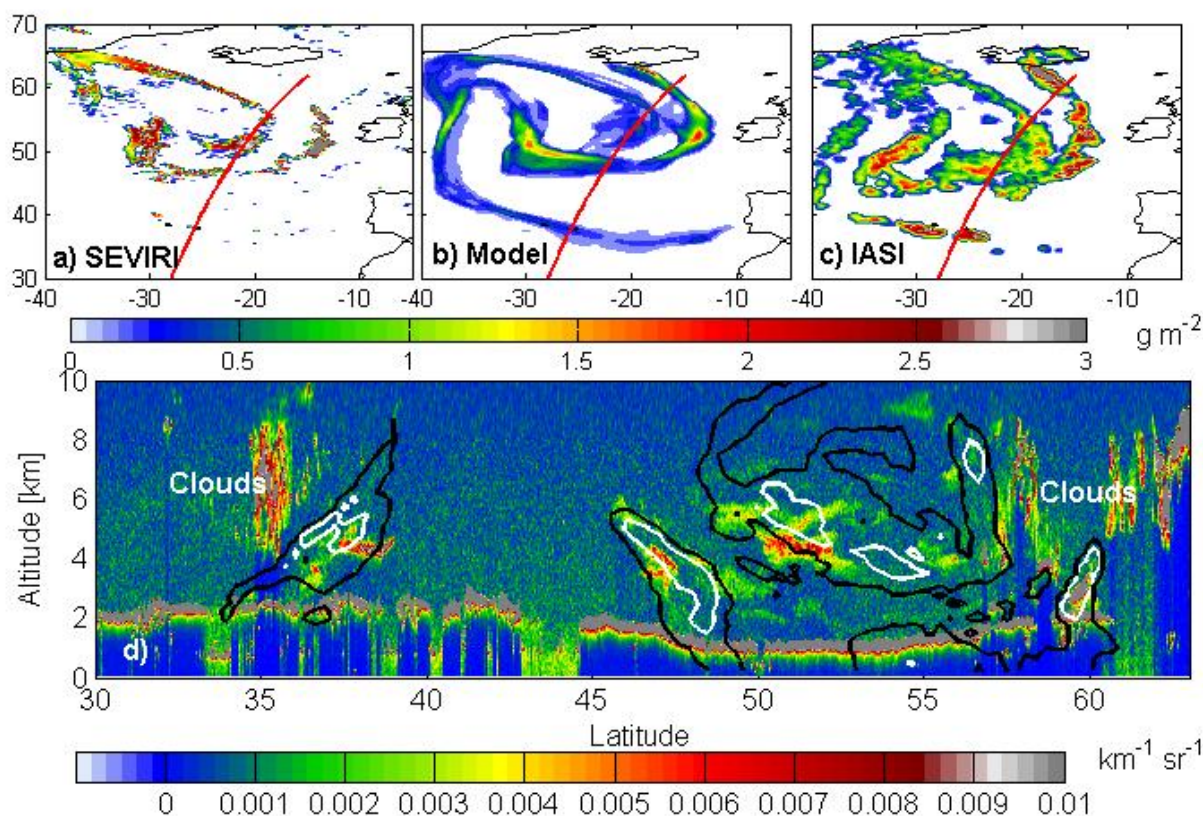 70
60
50
40
30
a) SEVIRI
b) Model
c) IASI
-40 -30 -20 -10 -40 -30 -20 -10 -40 -30 -20 -10
0 0.5 1 1.5 2 2.5 3
g m-2
10
8
6
4
2
0
Altitude [km]
Clouds
Clouds
d)
30 35 40 45 50 55 60
Latitude
km-1 sr-1
0 0.001 0.002 0.003 0.004 0.005 0.006 0.007 0.008 0.009 0.01